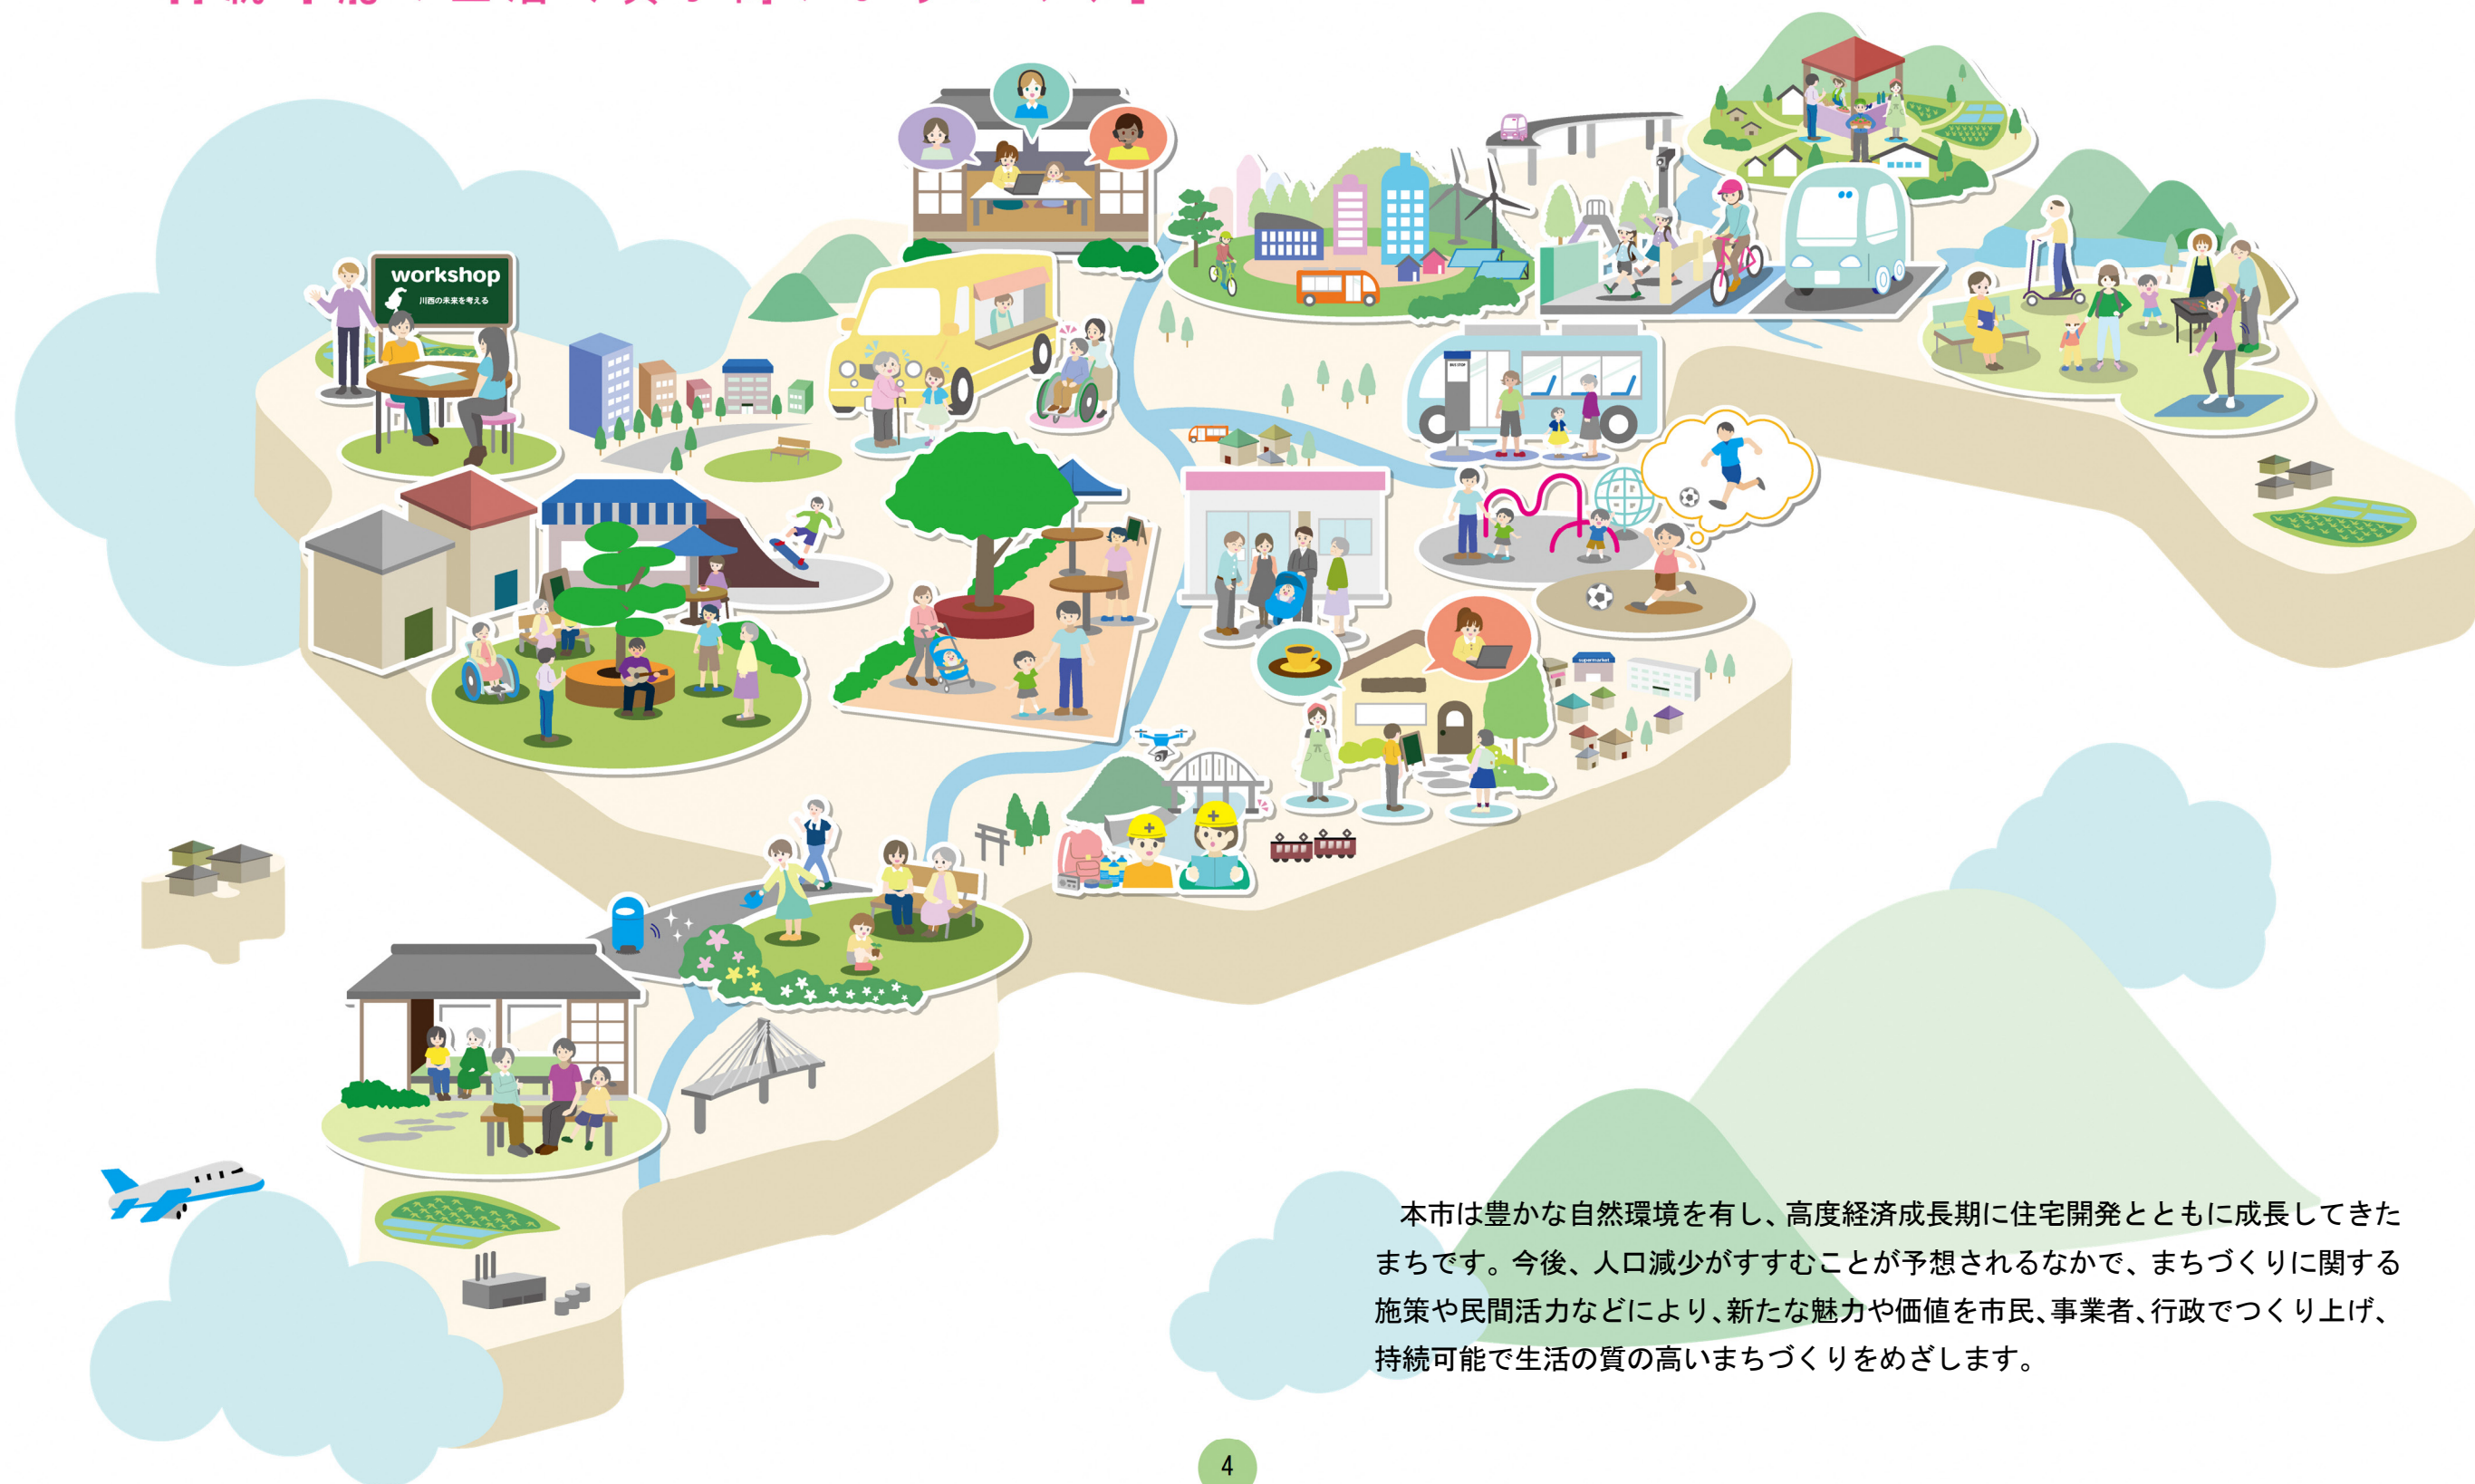 workshop
川西の未来を考える
BUS STOP
supermarket
本市は豊かな自然環境を有し、高度経済成長期に住宅開発とともに成長してきた
まちです。今後、人口減少がすすむことが予想されるなかで、まちづくりに関する
施策や民間活力などにより、新たな魅力や価値を市民、事業者、行政でつくり上げ、
持続可能で生活の質の高いまちづくりをめざします。
4